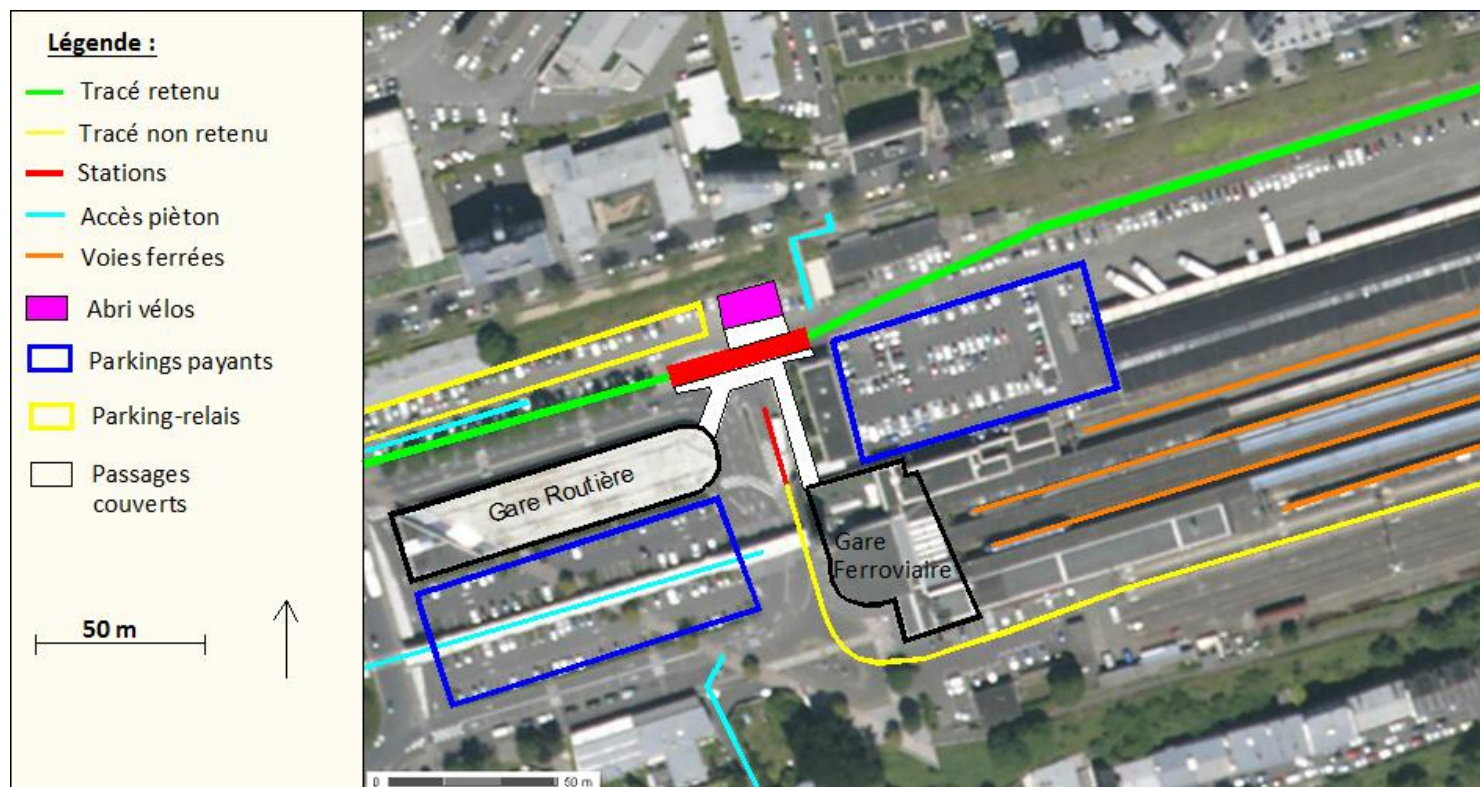 Légende :
Tracé retenu
Tracé non retenu
Stations
Accès pièton
Voies ferrées
Abri vélos
Parkings payants
Parking-relais
Passages
couverts
50 m
Gare Routière
Gare
Ferroviaire
0 50 m